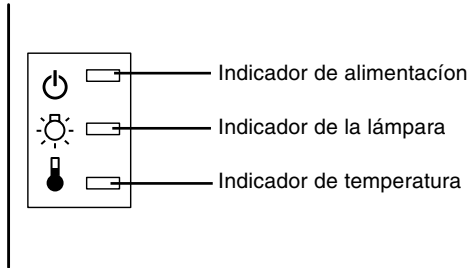 Indicador de alimentacíon
Indicador de la lámpara
Indicador de temperatura